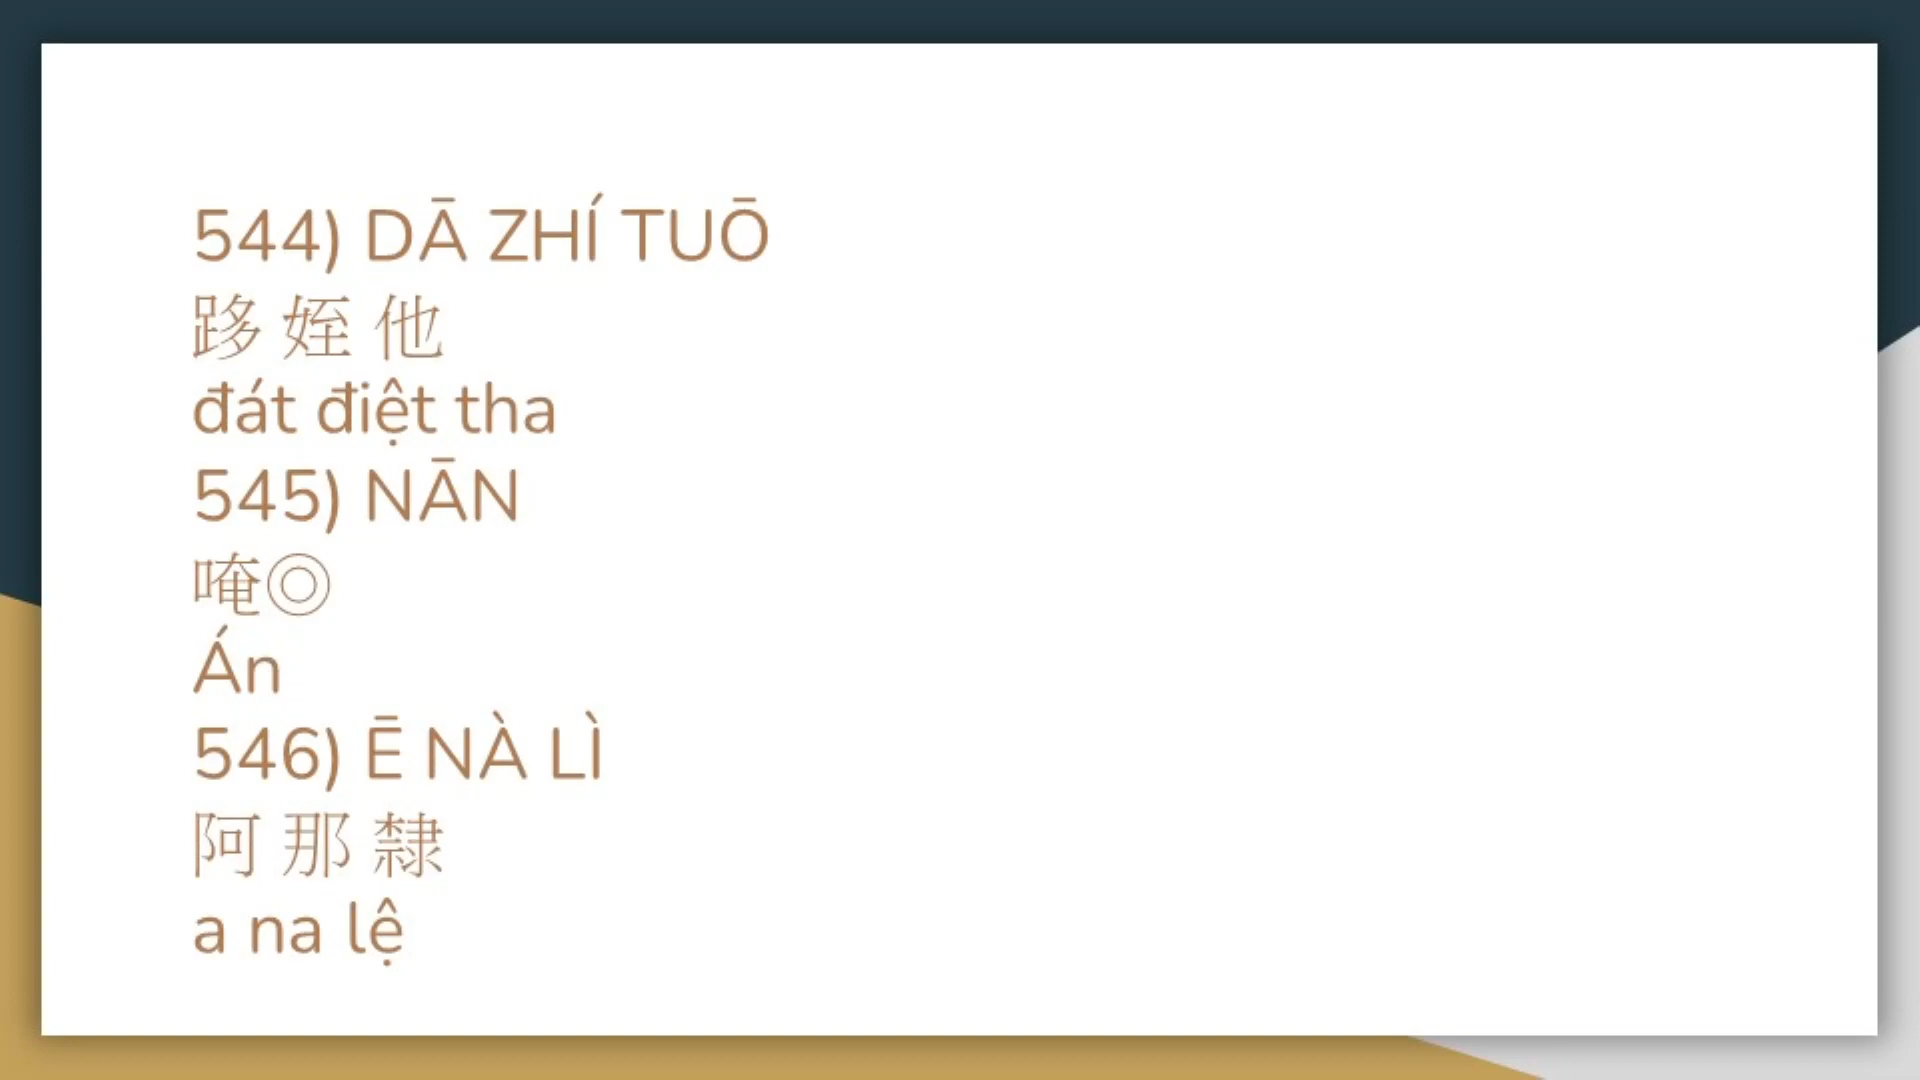 544) DĀ ZHÍ TUŌ
跢 姪 他
đát điệt tha
545) NĀN
唵◎
Án
546) Ē NÀ LÌ
阿 那 隸
a na lệ